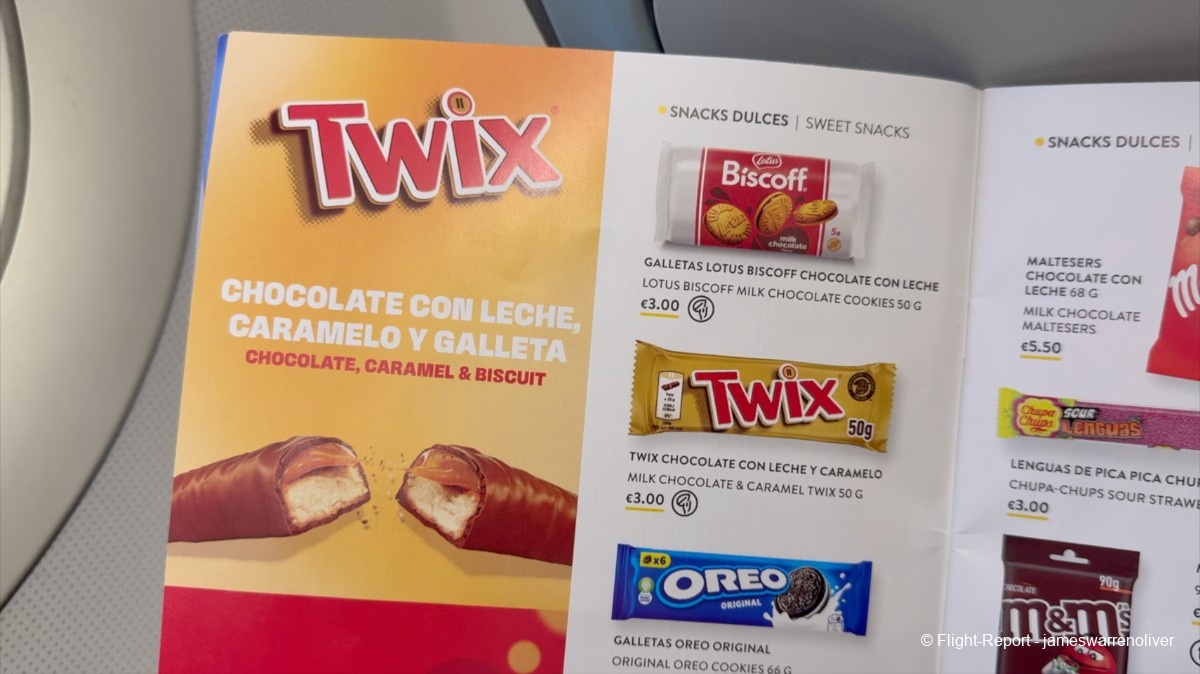 TWIX
CHOCOLATE CON LECHE,
CARAMELO Y GALLETA
CHOCOLATE, CARAMEL & BISCUIT
SNACKS DULCES | SWEET SNACKS
Lotus
Biscoff
milk
chocolate
5x
GALLETAS LOTUS BISCOFF CHOCOLATE CON LECHE
LOTUS BISCOFF MILK CHOCOLATE COOKIES 50 G
€3.00
TWIX
50g
TWIX CHOCOLATE CON LECHE Y CARAMELO
MILK CHOCOLATE & CARAMEL TWIX 50 G
€3.00
x6
OREO
ORIGINAL
GALLETAS OREO ORIGINAL
ORIGINAL OREO COOKIES 66 G
SNACKS DULCES |
MALTESERS
CHOCOLATE CON
LECHE 68 G
MILK CHOCOLATE
MALTESERS
€5.50
Chupa
Chups
SOUR
LENGUAS
LENGUAS DE PICA PICA CHU
CHUPA-CHUPS SOUR STRAW
€3.00
CHOCOLATE
90g
m&m's
© Flight-Report - jameswarrenoliver